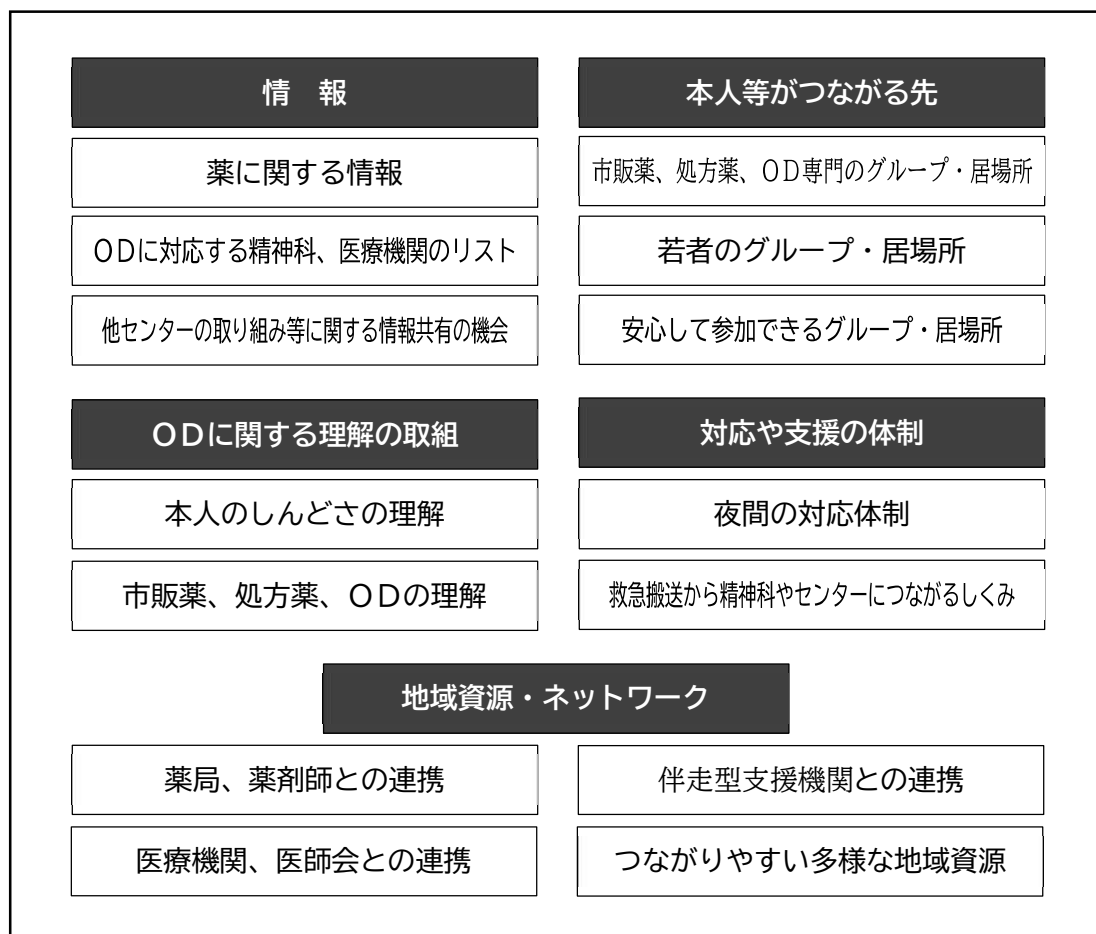 情　報
薬に関する情報
ＯＤに対応する精神科、医療機関のリスト
他センターの取り組み等に関する情報共有の機会
本人等がつながる先
市販薬、処方薬、ＯＤ専門のグループ・居場所
若者のグループ・居場所
安心して参加できるグループ・居場所
ＯＤに関する理解の取組
本人のしんどさの理解
市販薬、処方薬、ＯＤの理解
対応や支援の体制
夜間の対応体制
救急搬送から精神科やセンターにつながるしくみ
地域資源・ネットワーク
薬局、薬剤師との連携
医療機関、医師会との連携
伴走型支援機関との連携
つながりやすい多様な地域資源